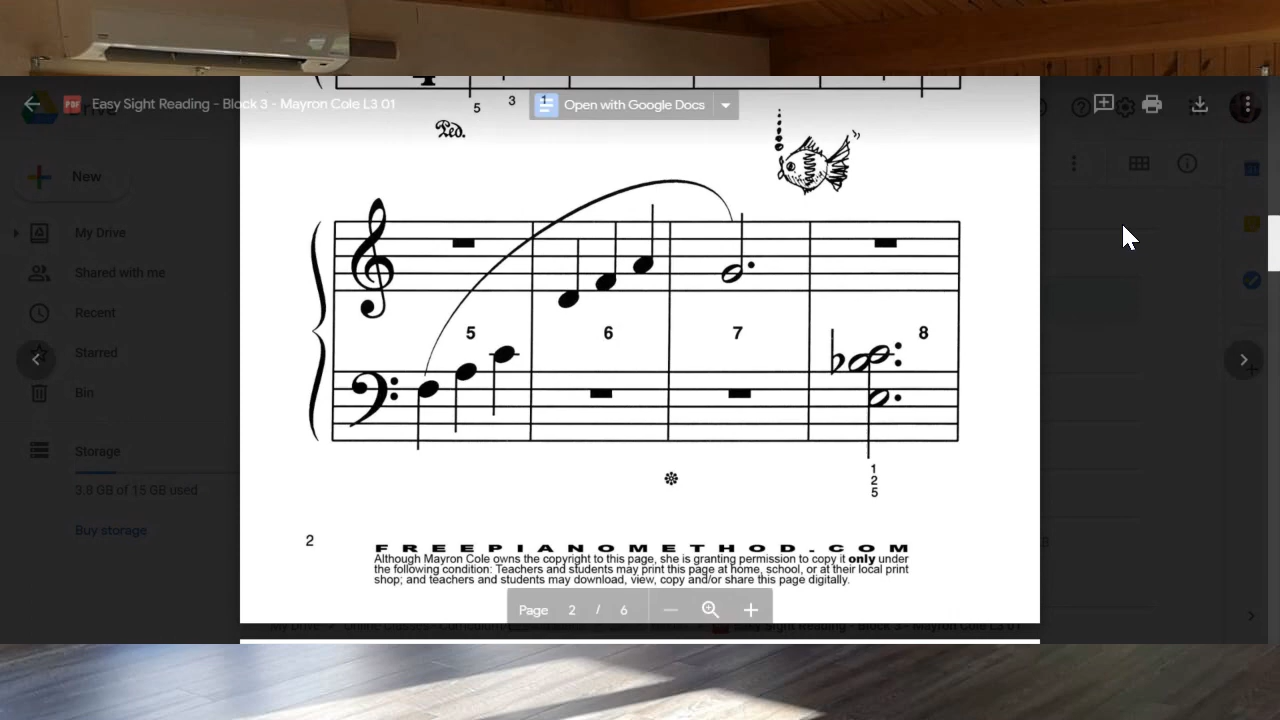 Easy Sight Reading - Block 3 - Mayron Cole L3 01
Open with Google Docs
5 3 1
Ped.
New
My Drive
Shared with me
Recent
Starred
Bin
Storage
3.8 GB of 15 GB used
Buy storage
5 6 7 8
1
2
5
2
FREEPIANOMETHOD.COM
Although Mayron Cole owns the copyright to this page, she is granting permission to copy it only under
the following condition: Teachers and students may print this page at home, school, or at their local print
shop; and teachers and students may download, view, copy and/or share this page digitally.
Page 2 / 6